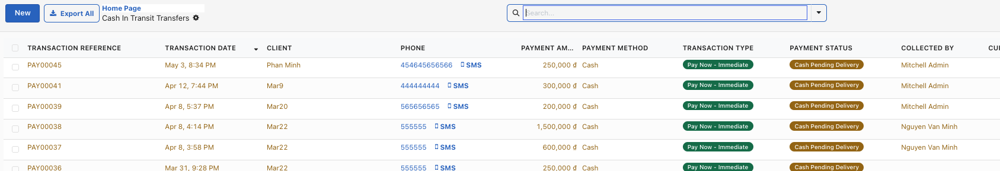 New Export All Home Page Search...
Cash In Transit Transfers
TRANSACTION REFERENCE TRANSACTION DATE CLIENT PHONE PAYMENT AM... PAYMENT METHOD TRANSACTION TYPE PAYMENT STATUS COLLECTED BY CUR
PAY00045 May 3, 8:34 PM Phan Minh 454645656566 SMS 250,000 ₫ Cash Pay Now - Immediate Cash Pending Delivery Mitchell Admin
PAY00041 Apr 12, 7:44 PM Mar9 444444444 SMS 300,000 ₫ Cash Pay Now - Immediate Cash Pending Delivery Mitchell Admin
PAY00039 Apr 8, 5:37 PM Mar20 565656565 SMS 200,000 ₫ Cash Pay Now - Immediate Cash Pending Delivery Mitchell Admin
PAY00038 Apr 8, 4:14 PM Mar22 555555 SMS 1,500,000 ₫ Cash Pay Now - Immediate Cash Pending Delivery Nguyen Van Minh
PAY00037 Apr 8, 3:58 PM Mar22 555555 SMS 600,000 ₫ Cash Pay Now - Immediate Cash Pending Delivery Nguyen Van Minh
PAY00036 Mar 31, 9:28 PM Mar22 555555 SMS 250,000 ₫ Cash Pay Now - Immediate Cash Pending Delivery Mitchell Admin